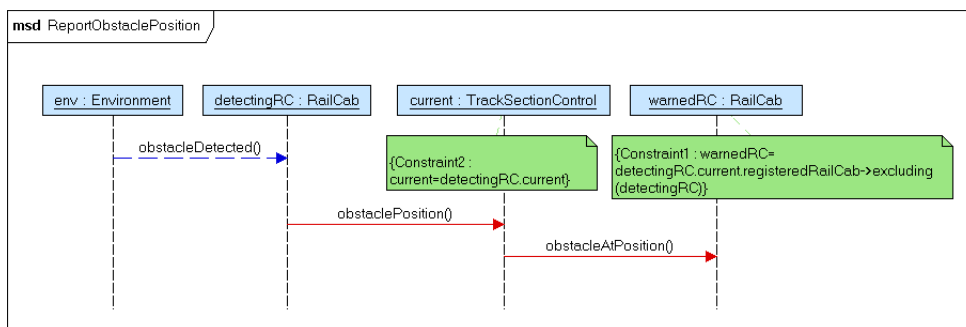 msd ReportObstaclePosition
env : Environment
detectingRC : RailCab
current : TrackSectionControl
warnedRC : RailCab
obstacleDetected()
{Constraint2 :
current=detectingRC.current}
{Constraint1 : warnedRC=
detectingRC.current.registeredRailCab->excluding
(detectingRC)}
obstaclePosition()
obstacleAtPosition()